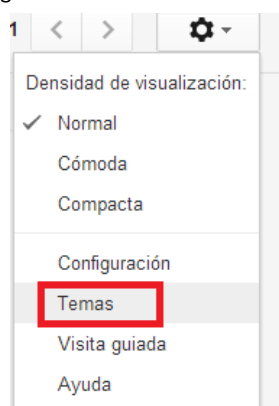 1
Densidad de visualización:
Normal
Cómoda
Compacta
Configuración
Temas
Visita guiada
Ayuda